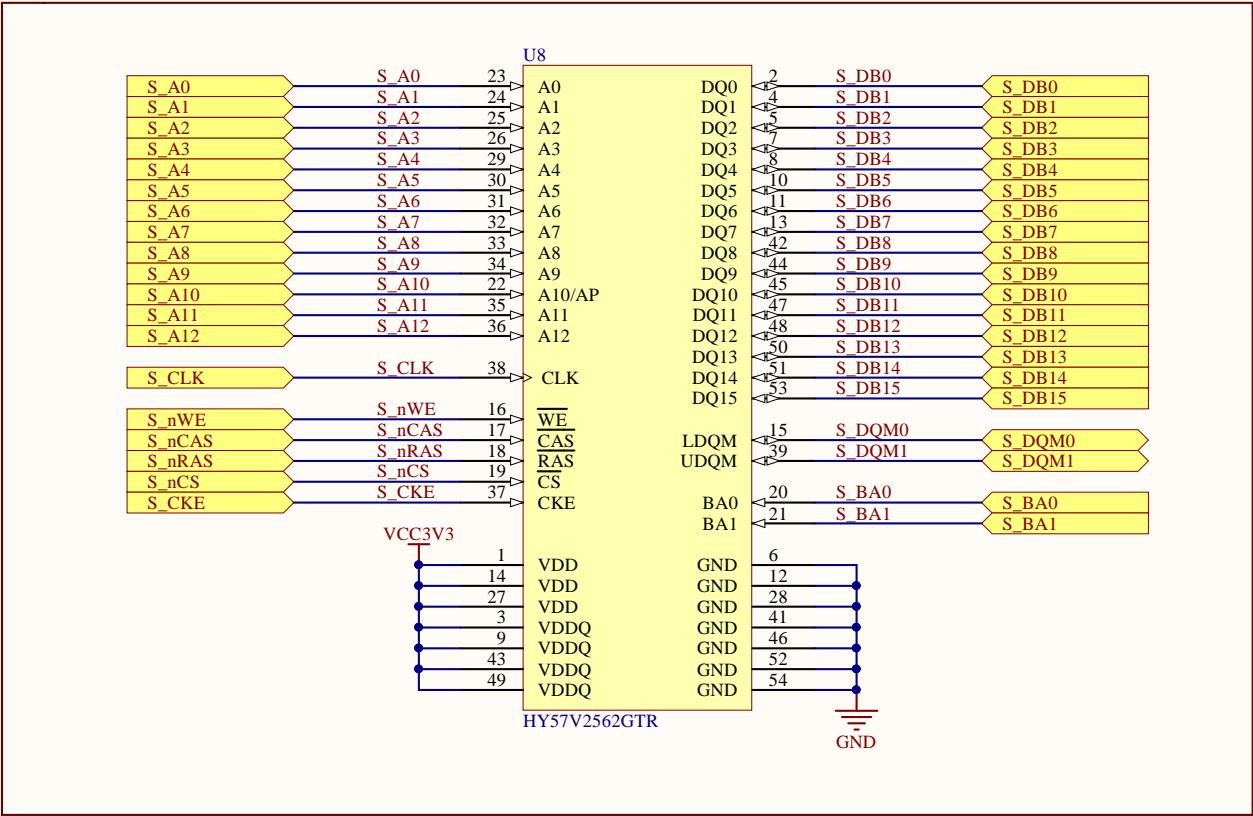 U8
S_A0 S_A0 23 A0 DQ0 2 S_DB0 S_DB0
S_A1 S_A1 24 A1 DQ1 4 S_DB1 S_DB1
S_A2 S_A2 25 A2 DQ2 5 S_DB2 S_DB2
S_A3 S_A3 26 A3 DQ3 7 S_DB3 S_DB3
S_A4 S_A4 29 A4 DQ4 8 S_DB4 S_DB4
S_A5 S_A5 30 A5 DQ5 10 S_DB5 S_DB5
S_A6 S_A6 31 A6 DQ6 11 S_DB6 S_DB6
S_A7 S_A7 32 A7 DQ7 13 S_DB7 S_DB7
S_A8 S_A8 33 A8 DQ8 42 S_DB8 S_DB8
S_A9 S_A9 34 A9 DQ9 44 S_DB9 S_DB9
S_A10 S_A10 22 A10/AP DQ10 45 S_DB10 S_DB10
S_A11 S_A11 35 A11 DQ11 47 S_DB11 S_DB11
S_A12 S_A12 36 A12 DQ12 48 S_DB12 S_DB12
DQ13 50 S_DB13 S_DB13
S_CLK S_CLK 38 CLK DQ14 51 S_DB14 S_DB14
DQ15 53 S_DB15 S_DB15
S_nWE S_nWE 16 WE
S_nCAS S_nCAS 17 CAS LDQM 15 S_DQM0 S_DQM0
S_nRAS S_nRAS 18 RAS UDQM 39 S_DQM1 S_DQM1
S_nCS S_nCS 19 CS
S_CKE S_CKE 37 CKE BA0 20 S_BA0 S_BA0
BA1 21 S_BA1 S_BA1
VCC3V3
1 VDD GND 6
14 VDD GND 12
27 VDD GND 28
3 VDDQ GND 41
9 VDDQ GND 46
43 VDDQ GND 52
49 VDDQ GND 54
HY57V2562GTR
GND